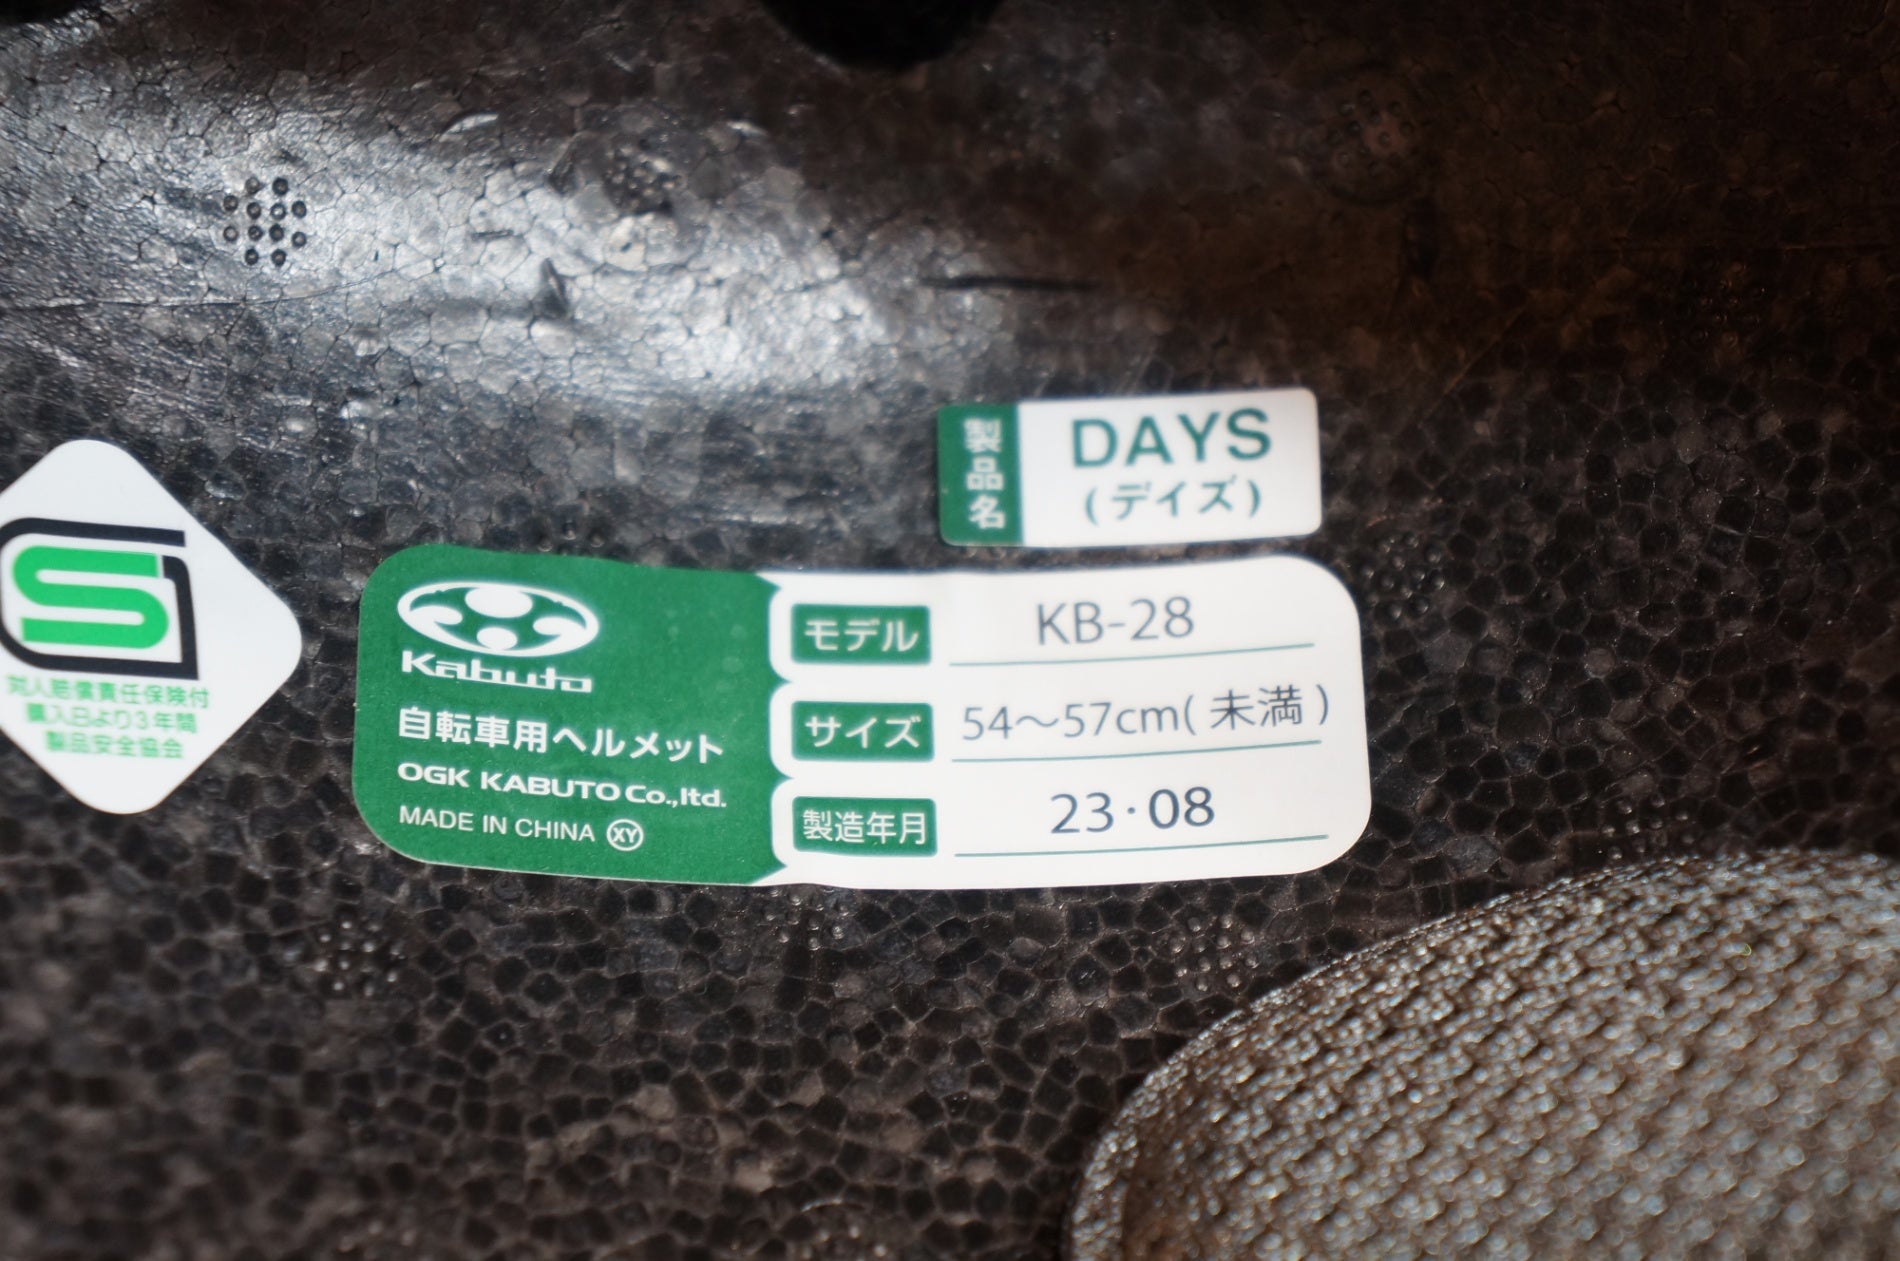 製品名
DAYS
(デイズ)
S
対人賠償責任保険付
購入日より3年間
製品安全協会
Kabuto
自転車用ヘルメット
OGK KABUTO Co.,ltd.
MADE IN CHINA XY
モデル KB-28
サイズ 54～57cm(未満)
製造年月 23・08